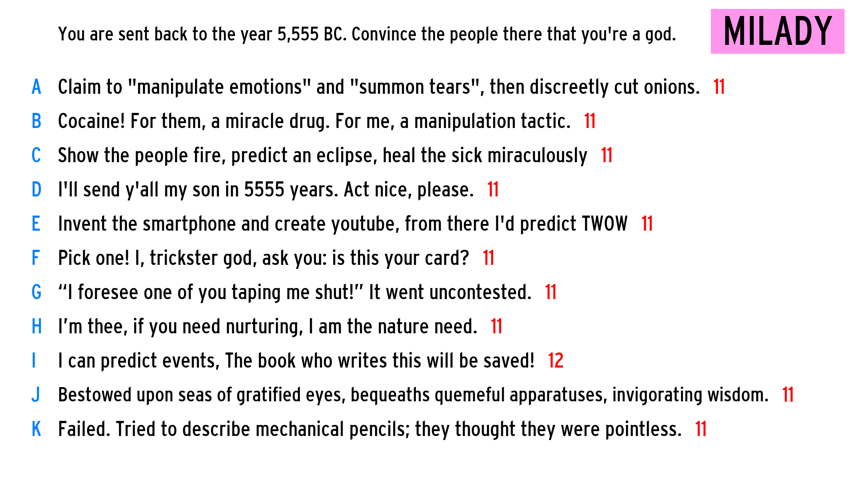 You are sent back to the year 5,555 BC. Convince the people there that you're a god.
MILADY
A Claim to "manipulate emotions" and "summon tears", then discreetly cut onions. 11
B Cocaine! For them, a miracle drug. For me, a manipulation tactic. 11
C Show the people fire, predict an eclipse, heal the sick miraculously 11
D I'll send y'all my son in 5555 years. Act nice, please. 11
E Invent the smartphone and create youtube, from there I'd predict TWOW 11
F Pick one! I, trickster god, ask you: is this your card? 11
G “I foresee one of you taping me shut!” It went uncontested. 11
H I’m thee, if you need nurturing, I am the nature need. 11
I I can predict events, The book who writes this will be saved! 12
J Bestowed upon seas of gratified eyes, bequeaths quemeful apparatuses, invigorating wisdom. 11
K Failed. Tried to describe mechanical pencils; they thought they were pointless. 11